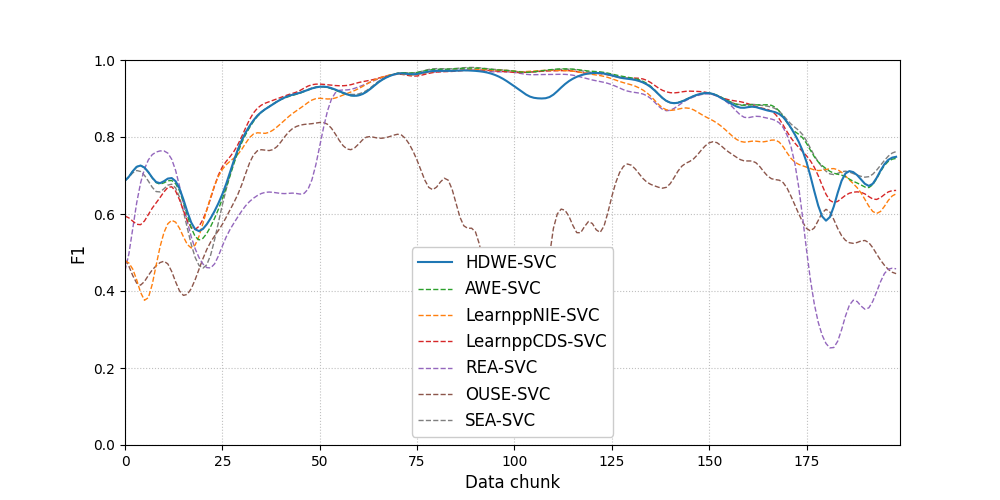 1.0
0.8
0.6
0.4
0.2
0.0
F1
HDWE-SVC
AWE-SVC
LearnppNIE-SVC
LearnppCDS-SVC
REA-SVC
OUSE-SVC
SEA-SVC
0 25 50 75 100 125 150 175
Data chunk